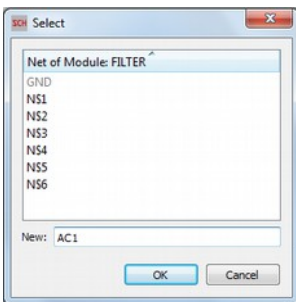 SCH Select
Net of Module: FILTER
GND
N$1
N$2
N$3
N$4
N$5
N$6
New: AC1
OK Cancel